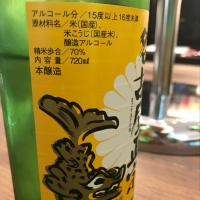 アルコール分／15度以上16度未満
原材料名／米(国産)、
米こうじ(国産米)、
醸造アルコール
精米歩合／70%
内容量／720㎖
本醸造